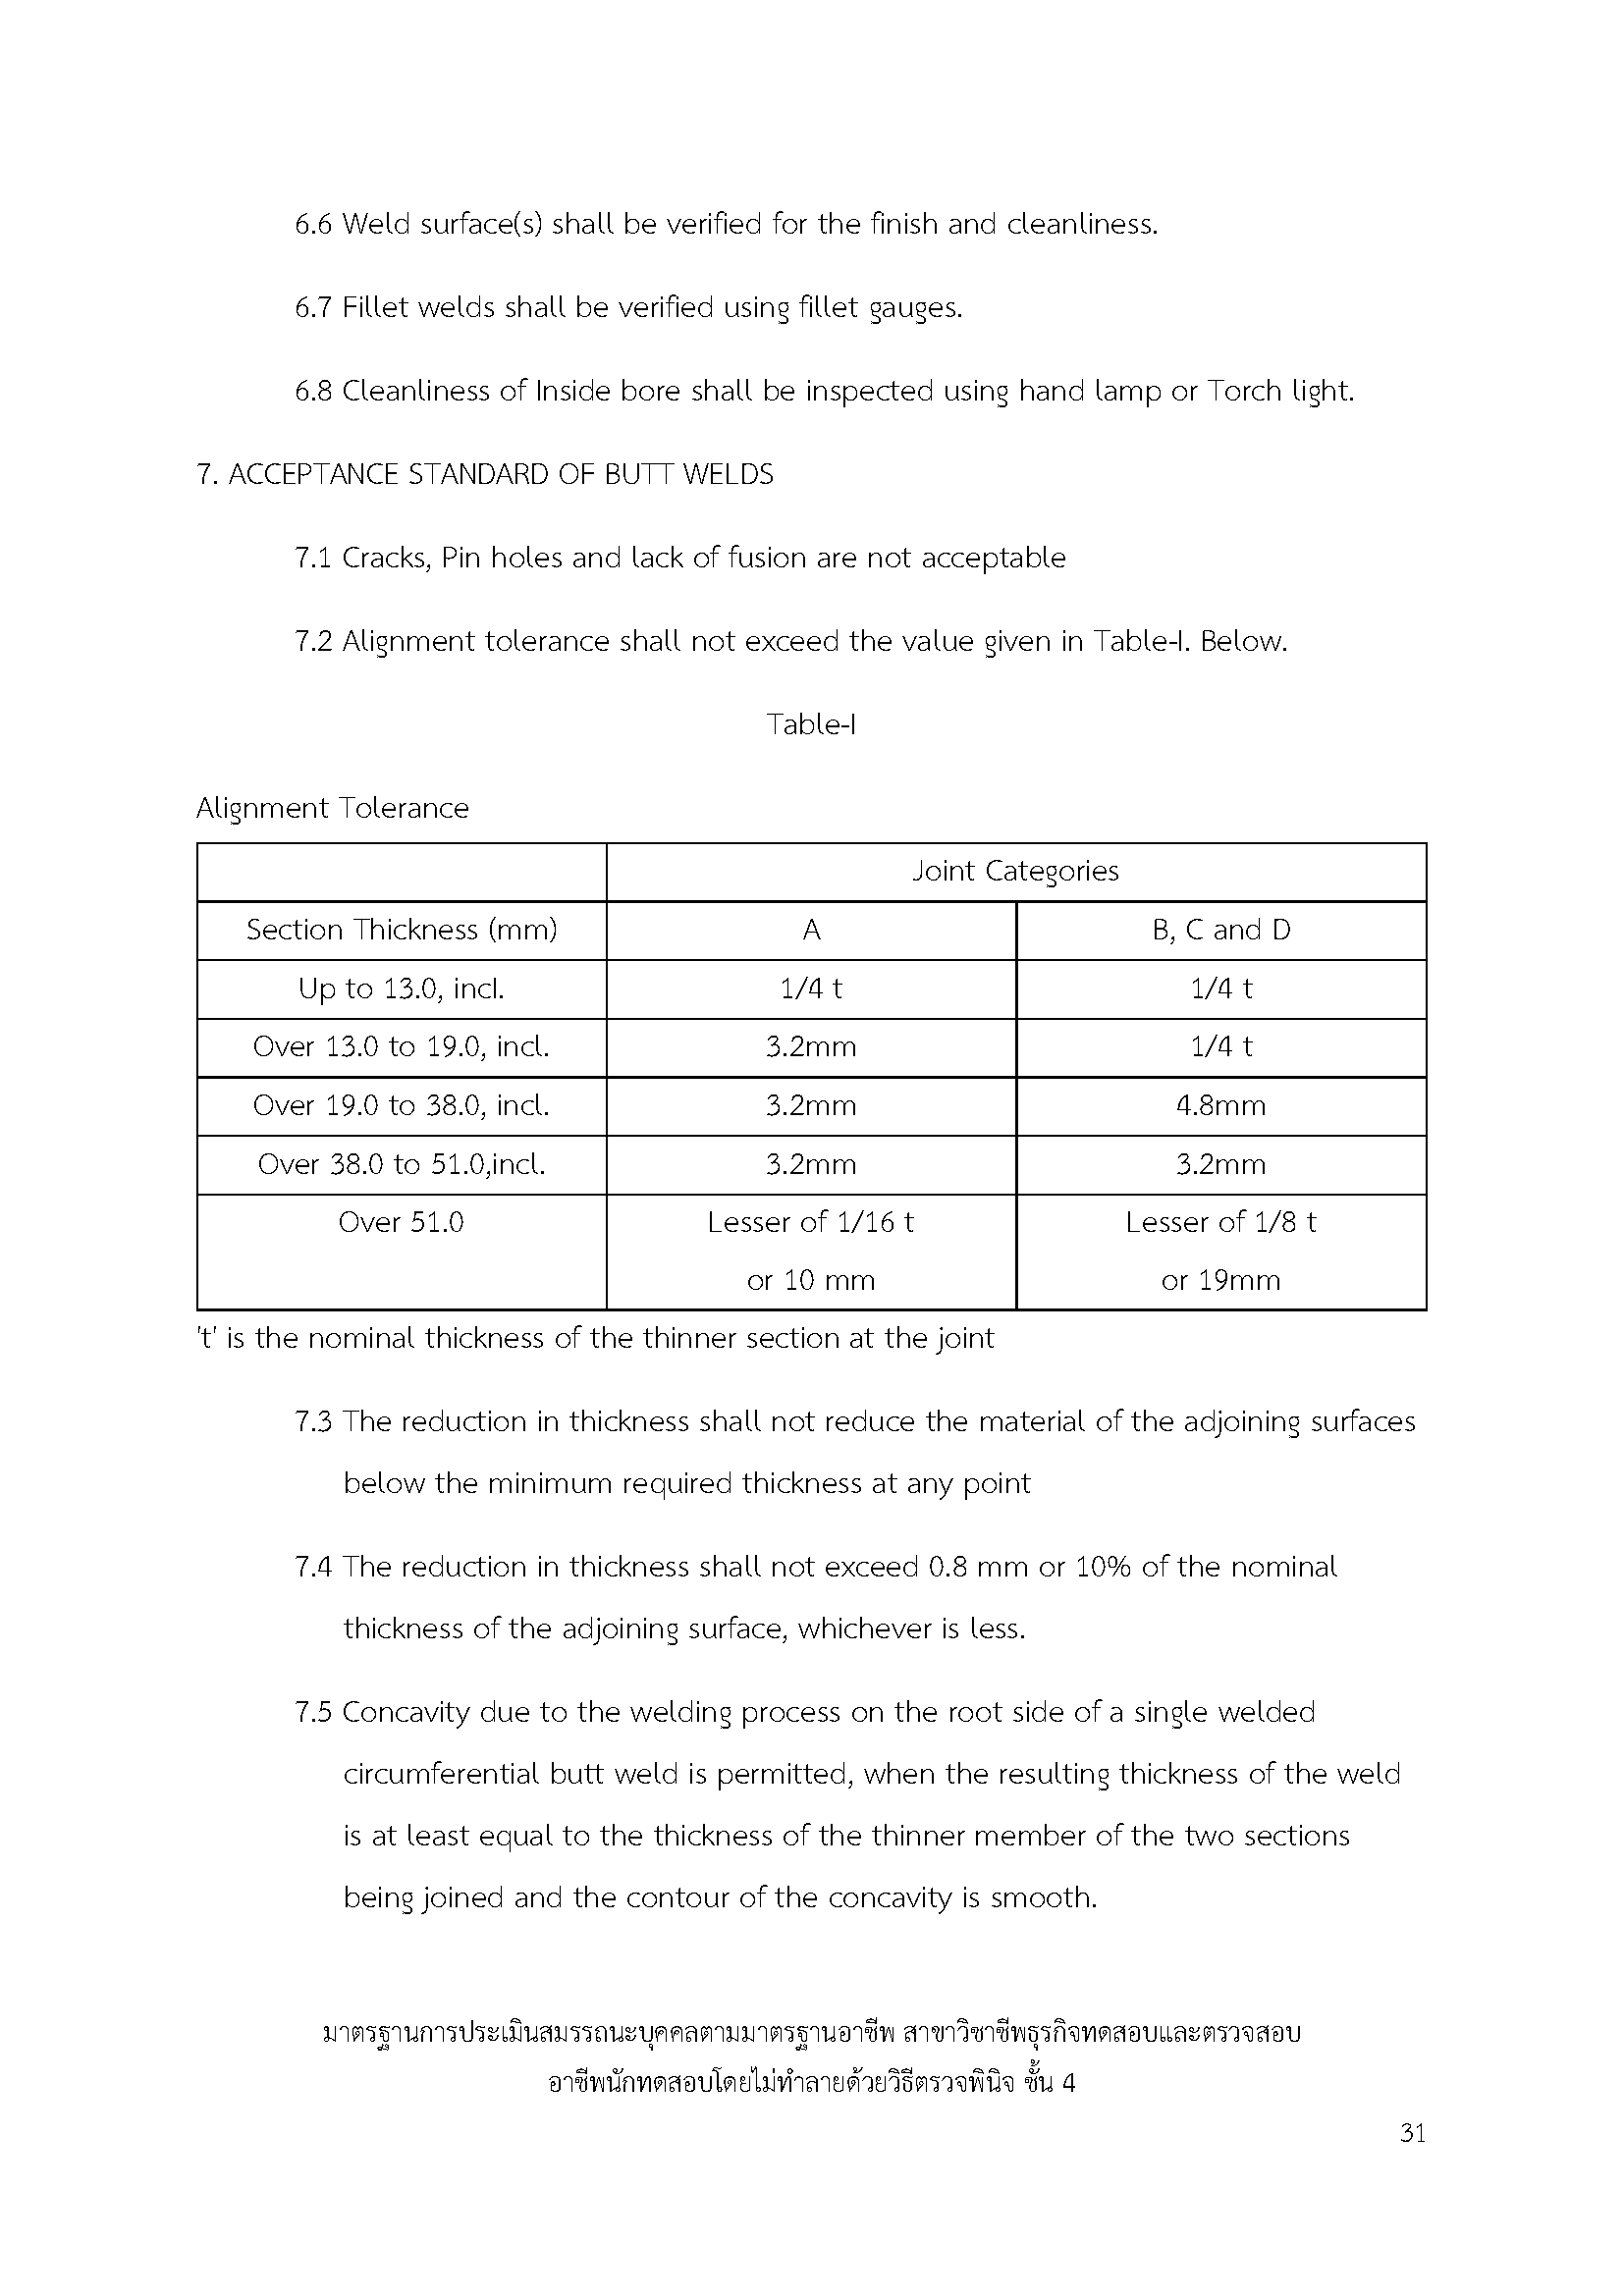 6.6 Weld surface(s) shall be verified for the finish and cleanliness.
6.7 Fillet welds shall be verified using fillet gauges.
6.8 Cleanliness of Inside bore shall be inspected using hand lamp or Torch light.
7. ACCEPTANCE STANDARD OF BUTT WELDS
7.1 Cracks, Pin holes and lack of fusion are not acceptable
7.2 Alignment tolerance shall not exceed the value given in Table-I. Below.
Table-I
Alignment Tolerance
Joint Categories
Section Thickness (mm) A B, C and D
Up to 13.0, incl. 1/4 t 1/4 t
Over 13.0 to 19.0, incl. 3.2mm 1/4 t
Over 19.0 to 38.0, incl. 3.2mm 4.8mm
Over 38.0 to 51.0,incl. 3.2mm 3.2mm
Over 51.0 Lesser of 1/16 t Lesser of 1/8 t
or 10 mm or 19mm
't' is the nominal thickness of the thinner section at the joint
7.3 The reduction in thickness shall not reduce the material of the adjoining surfaces
below the minimum required thickness at any point
7.4 The reduction in thickness shall not exceed 0.8 mm or 10% of the nominal
thickness of the adjoining surface, whichever is less.
7.5 Concavity due to the welding process on the root side of a single welded
circumferential butt weld is permitted, when the resulting thickness of the weld
is at least equal to the thickness of the thinner member of the two sections
being joined and the contour of the concavity is smooth.
มาตรฐานการประเมินสมรรถนะบุคคลตามมาตรฐานอาชีพ สาขาวิชาชีพธุรกิจทดสอบและตรวจสอบ
อาชีพนักทดสอบโดยไม่ทำลายด้วยวิธีตรวจพินิจ ชั้น 4
31